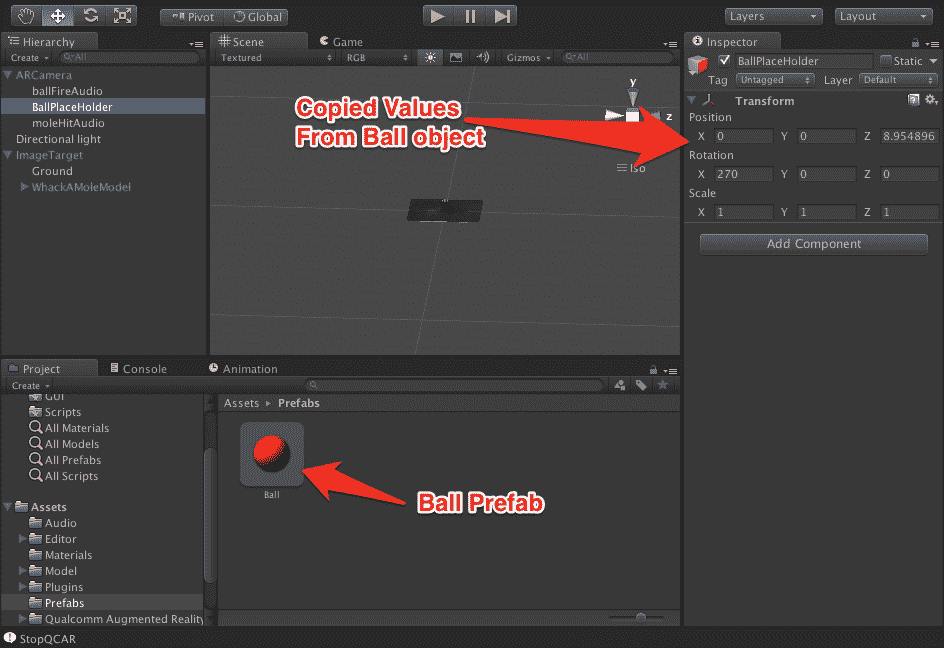 Pivot Global Layers Layout
Hierarchy
Create All
ARCamera
ballFireAudio
BallPlaceHolder
moleHitAudio
Directional light
ImageTarget
Ground
WhackAMoleModel
Scene Game
Textured RGB Gizmos All
Copied Values
From Ball object
y
z
Iso
Inspector
BallPlaceHolder Static
Tag Untagged Layer Default
Transform
Position
X 0 Y 0 Z 8.954896
Rotation
X 270 Y 0 Z 0
Scale
X 1 Y 1 Z 1
Add Component
Project Console Animation
Create
GUI
Scripts
All Materials
All Models
All Prefabs
All Scripts
Assets
Audio
Editor
Materials
Model
Plugins
Prefabs
Qualcomm Augmented Reality
Assets Prefabs
Ball
Ball Prefab
StopQCAR